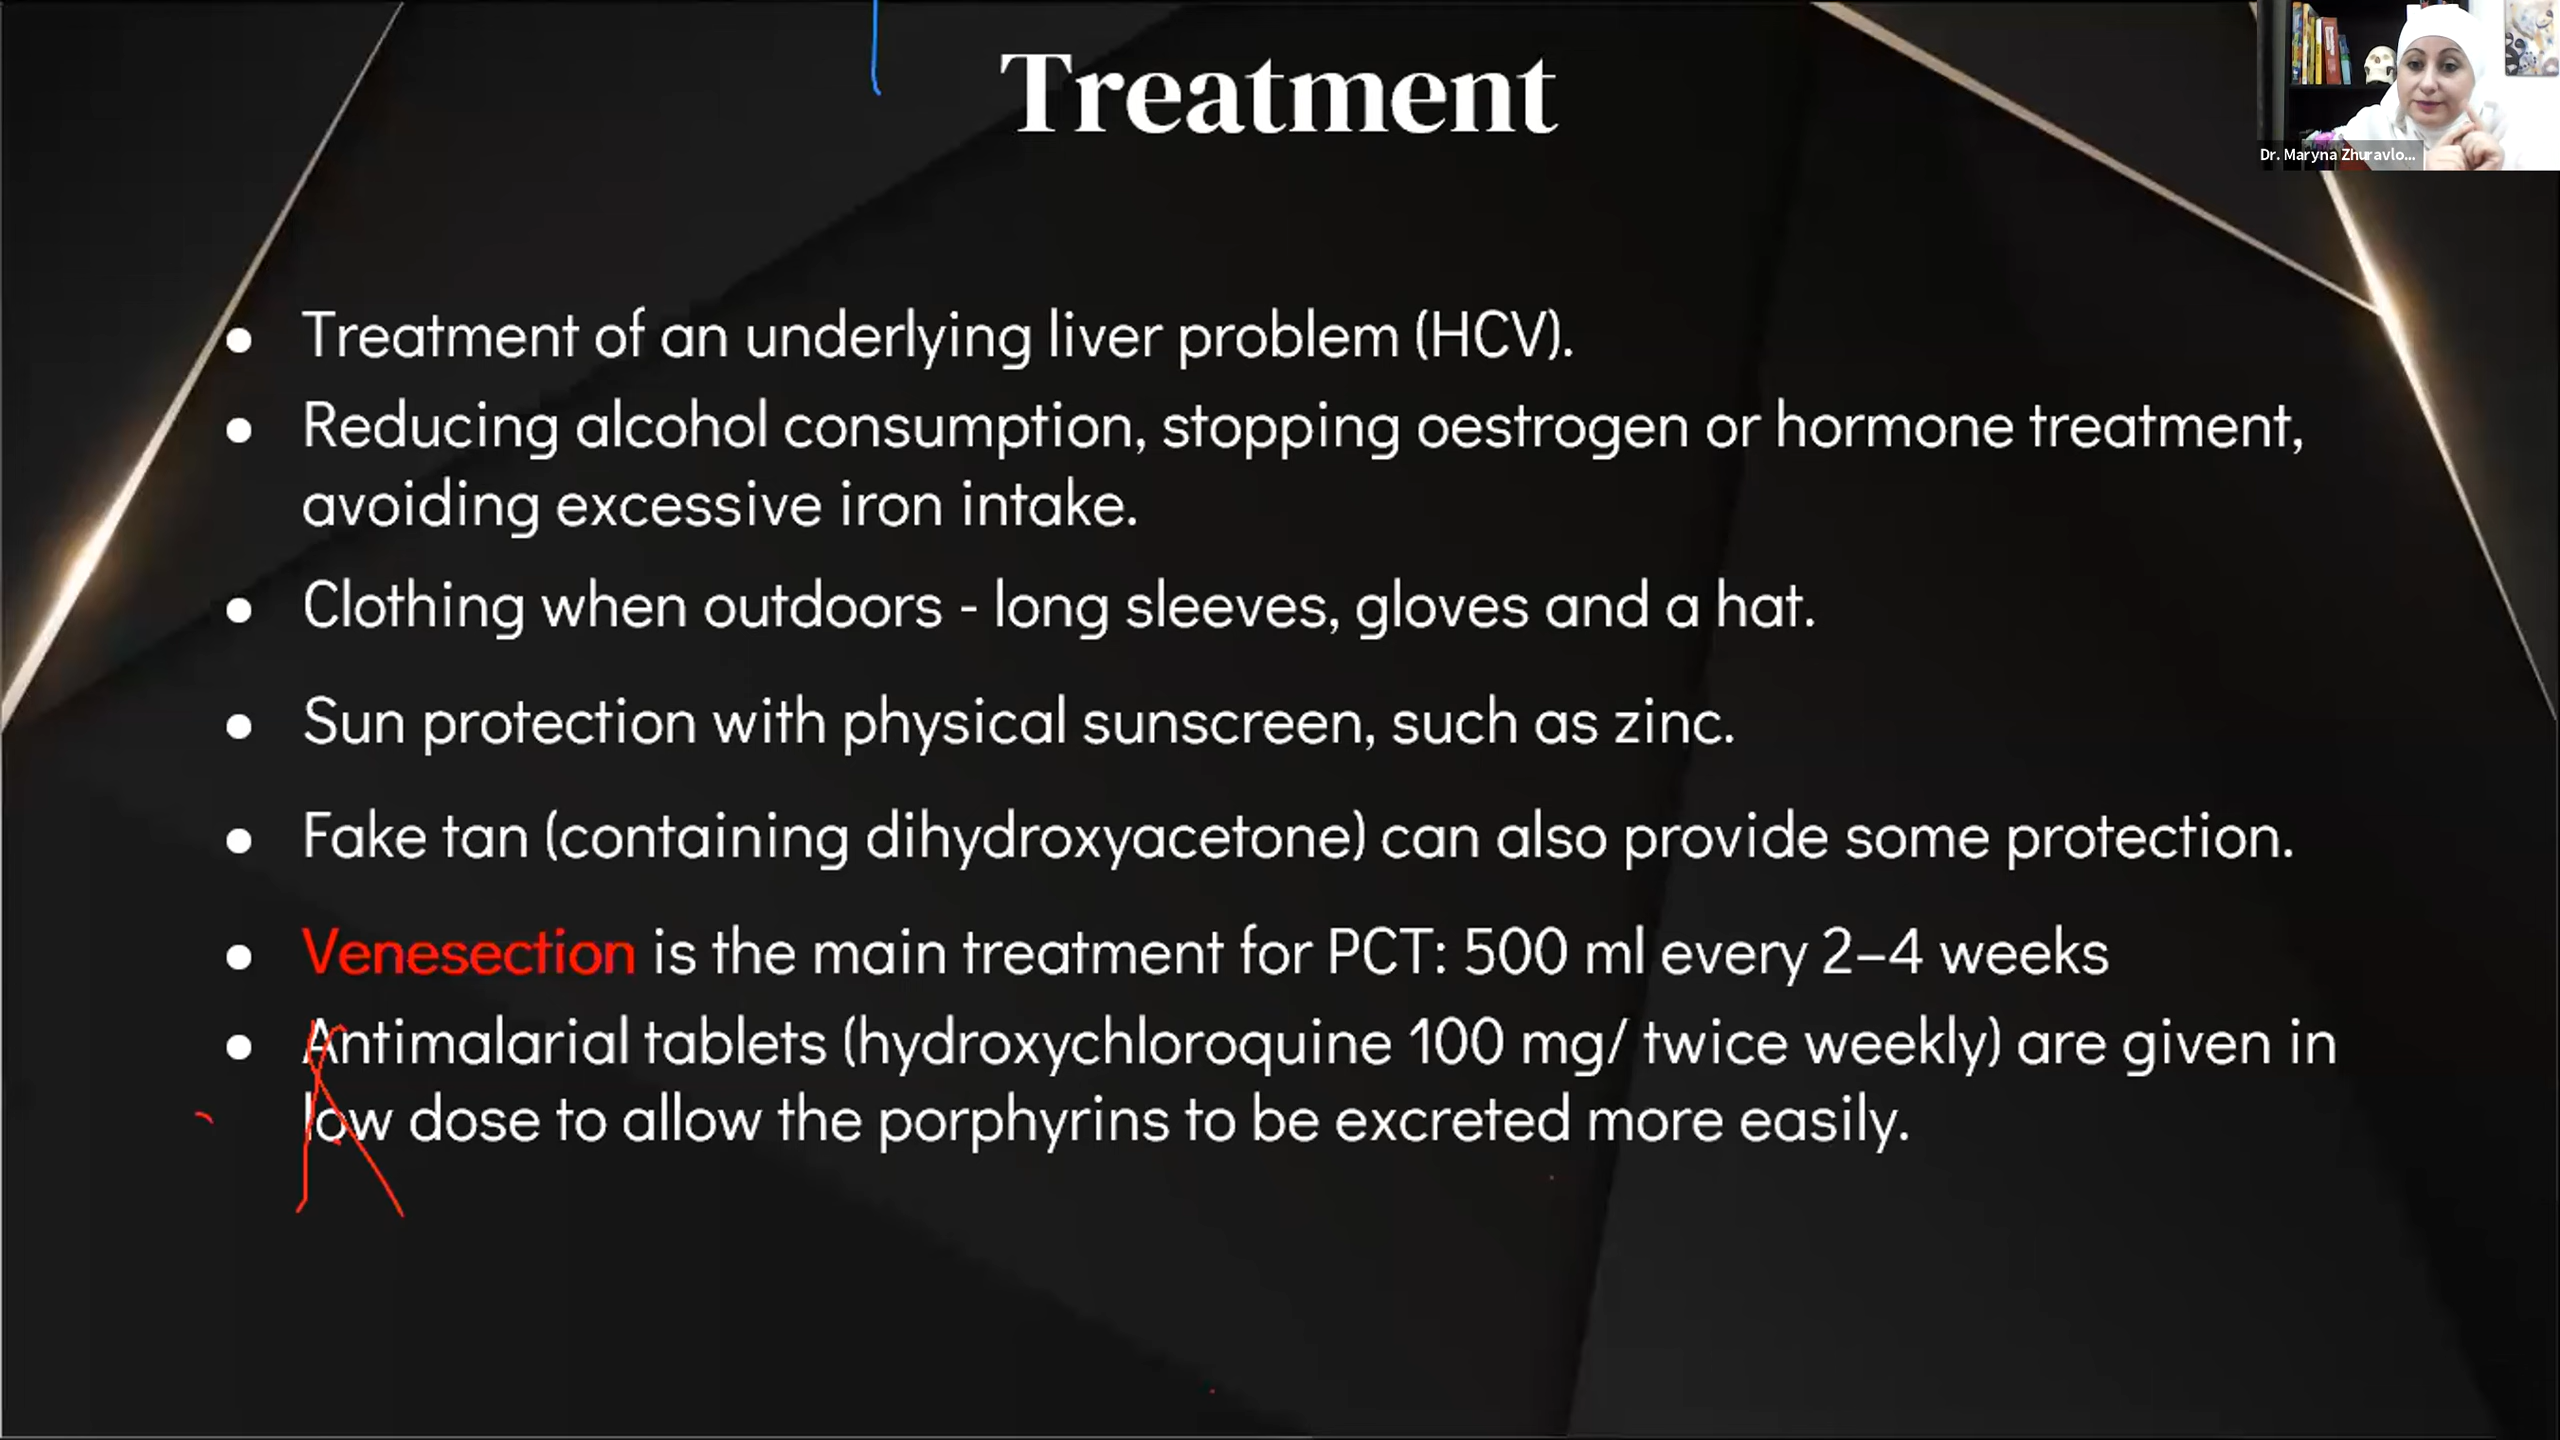 Treatment
Dr. Maryna Zhuravlo...
● Treatment of an underlying liver problem (HCV).
● Reducing alcohol consumption, stopping oestrogen or hormone treatment,
avoiding excessive iron intake.
● Clothing when outdoors - long sleeves, gloves and a hat.
● Sun protection with physical sunscreen, such as zinc.
● Fake tan (containing dihydroxyacetone) can also provide some protection.
● Venesection is the main treatment for PCT: 500 ml every 2–4 weeks
● Antimalarial tablets (hydroxychloroquine 100 mg/ twice weekly) are given in
low dose to allow the porphyrins to be excreted more easily.